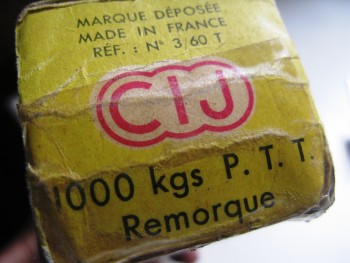 MARQUE DÉPOSÉE
MADE IN FRANCE
RÉF. : N° 3/60 T
CIJ
1000 kgs P. T. T.
Remorque